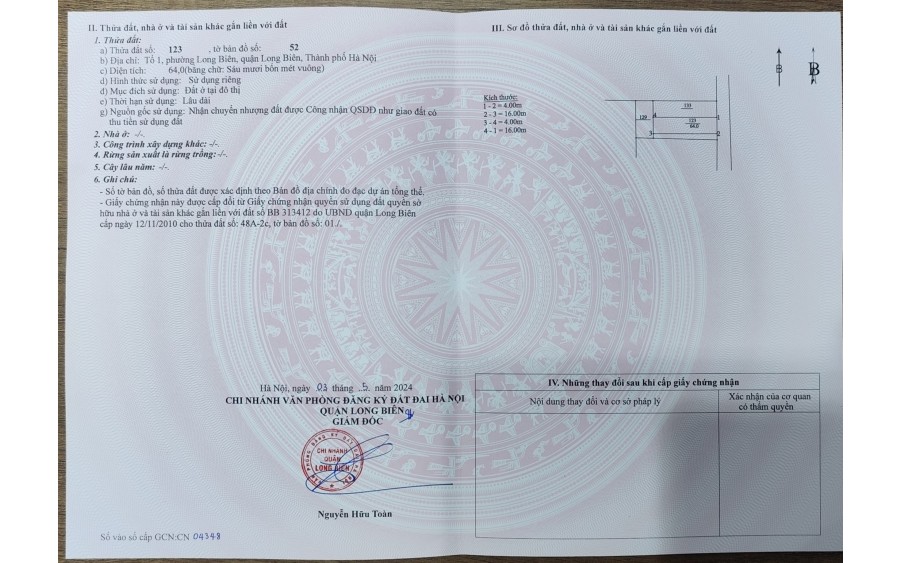 II. Thửa đất, nhà ở và tài sản khác gắn liền với đất
1. Thửa đất:
a) Thửa đất số: 123 , tờ bản đồ số: 52
b) Địa chỉ: Tổ 1, phường Long Biên, quận Long Biên, Thành phố Hà Nội
c) Diện tích: 64,0(bằng chữ: Sáu mươi bốn mét vuông)
d) Hình thức sử dụng: Sử dụng riêng
đ) Mục đích sử dụng: Đất ở tại đô thị
e) Thời hạn sử dụng: Lâu dài
g) Nguồn gốc sử dụng: Nhận chuyển nhượng đất được Công nhận QSDĐ như giao đất có
thu tiền sử dụng đất
2. Nhà ở: -/-.
3. Công trình xây dựng khác: -/-.
4. Rừng sản xuất là rừng trồng:-/-.
5. Cây lâu năm: -/-.
6. Ghi chú:
- Số tờ bản đồ, số thửa đất được xác định theo Bản đồ địa chính đo đạc dự án tổng thể.
- Giấy chứng nhận này được cấp đổi từ Giấy chứng nhận quyền sử dụng đất quyền sở
hữu nhà ở và tài sản khác gắn liền với đất số BB 313412 do UBND quận Long Biên
cấp ngày 12/11/2010 cho thửa đất số: 48A-2c, tờ bản đồ số: 01./.
Hà Nội, ngày 03 tháng 5 năm 2024
CHI NHÁNH VĂN PHÒNG ĐĂNG KÝ ĐẤT ĐAI HÀ NỘI
QUẬN LONG BIÊN
GIÁM ĐỐC
CHI NHÁNH
QUẬN
LONG BIÊN
Nguyễn Hữu Toàn
Số vào sổ cấp GCN:CN 04348
III. Sơ đồ thửa đất, nhà ở và tài sản khác gắn liền với đất
B B
Kích thước:
1 - 2 = 4.00m
2 - 3 = 16.00m
3 - 4 = 4.00m
4 - 1 = 16.00m
4
1
123
64.0
3
2
IV. Những thay đổi sau khi cấp giấy chứng nhận
Nội dung thay đổi và cơ sở pháp lý
Xác nhận của cơ quan
có thẩm quyền